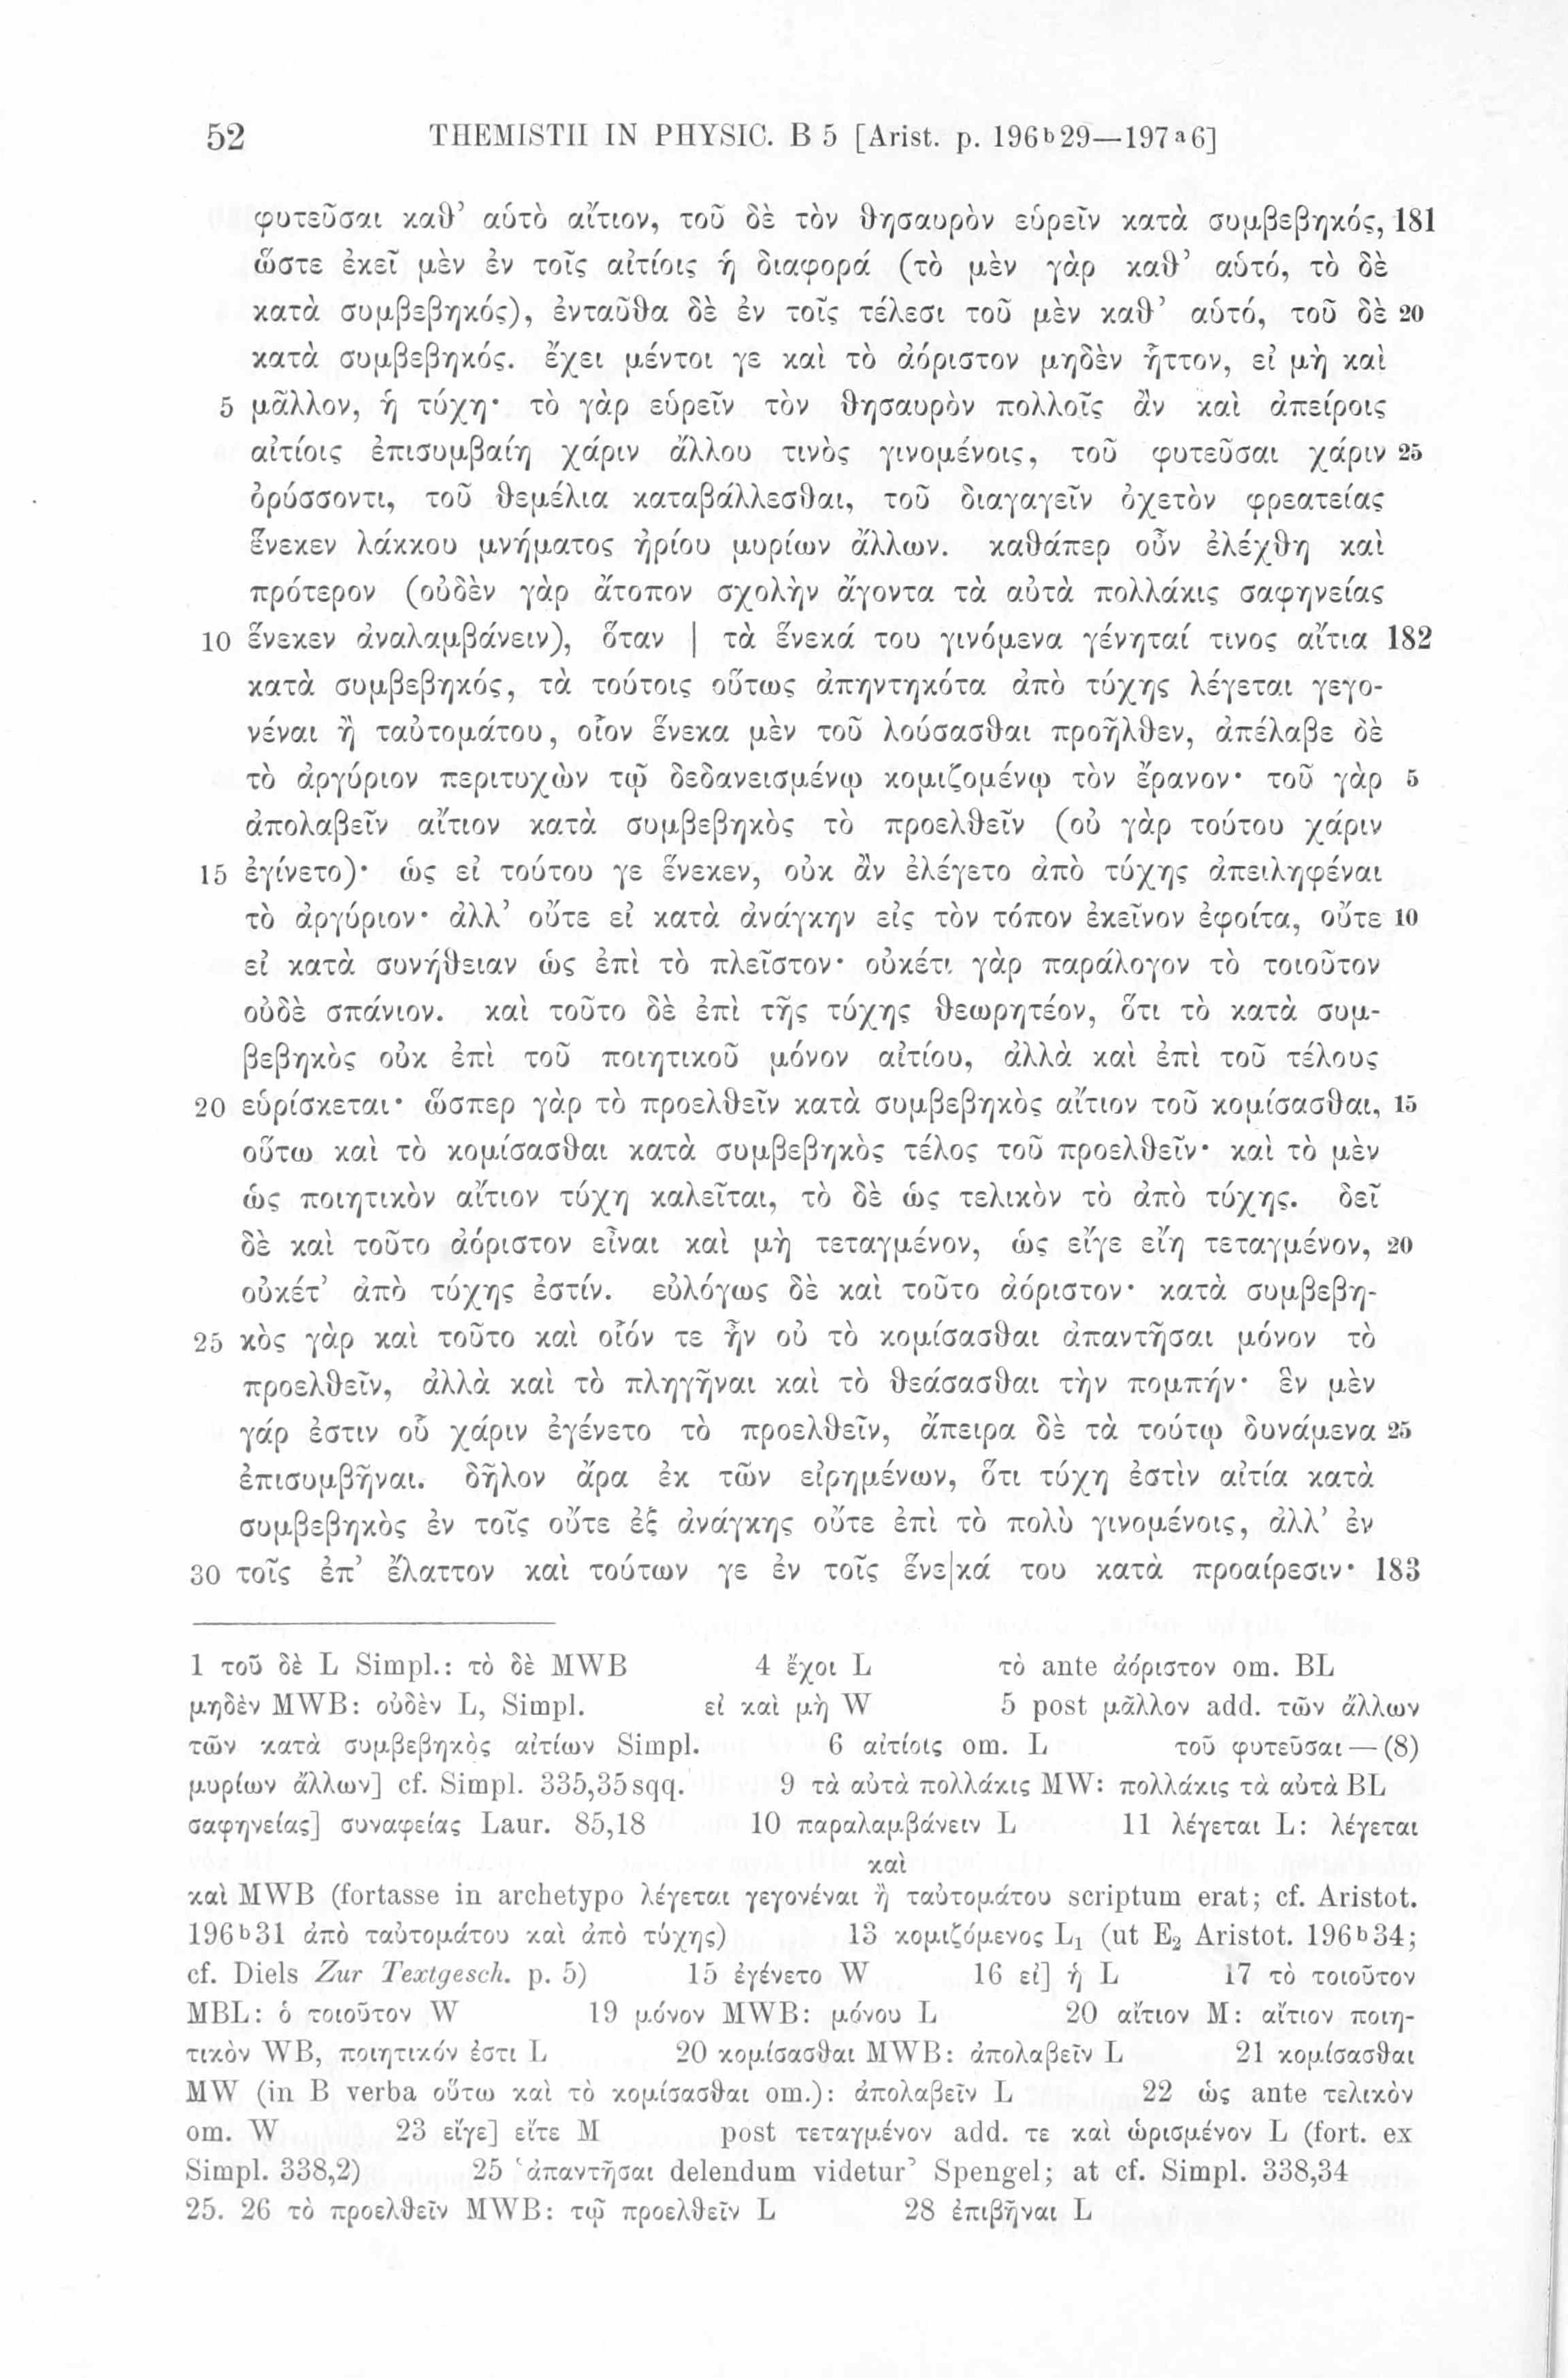 52 THEMISTII IN PHYSIC. B 5 [Arist. p. 196ᵇ29—197ᵃ6]
φυτεῦσαι καθ’ αὑτὸ αἴτιον, τοῦ δὲ τὸν θησαυρὸν εὑρεῖν κατὰ συμβεβηκός, 181
ὥστε ἐκεῖ μὲν ἐν τοῖς αἰτίοις ἡ διαφορά (τὸ μὲν γὰρ καθ’ αὑτό, τὸ δὲ
κατὰ συμβεβηκός), ἐνταῦθα δὲ ἐν τοῖς τέλεσι τοῦ μὲν καθ’ αὑτό, τοῦ δὲ 20
κατὰ συμβεβηκός. ἔχει μέντοι γε καὶ τὸ ἀόριστον μηδὲν ἧττον, εἰ μὴ καὶ
5 μᾶλλον, ἡ τύχη· τὸ γὰρ εὑρεῖν τὸν θησαυρὸν πολλοῖς ἂν καὶ ἀπείροις
αἰτίοις ἐπισυμβαίη χάριν ἄλλου τινὸς γινομένοις, τοῦ φυτεῦσαι χάριν 25
ὀρύσσοντι, τοῦ θεμέλια καταβάλλεσθαι, τοῦ διαγαγεῖν ὀχετὸν φρεατείας
ἕνεκεν λάκκου μνήματος ἠρίου μυρίων ἄλλων. καθάπερ οὖν ἐλέχθη καὶ
πρότερον (οὐδὲν γὰρ ἄτοπον σχολὴν ἄγοντα τὰ αὐτὰ πολλάκις σαφηνείας
10 ἕνεκεν ἀναλαμβάνειν), ὅταν | τὰ ἕνεκά του γινόμενα γένηταί τινος αἴτια 182
κατὰ συμβεβηκός, τὰ τούτοις οὕτως ἀπηντηκότα ἀπὸ τύχης λέγεται γεγο-
νέναι ἢ ταὐτομάτου, οἷον ἕνεκα μὲν τοῦ λούσασθαι προῆλθεν, ἀπέλαβε δὲ
τὸ ἀργύριον περιτυχὼν τῷ δεδανεισμένῳ κομιζομένῳ τὸν ἔρανον· τοῦ γὰρ 5
ἀπολαβεῖν αἴτιον κατὰ συμβεβηκὸς τὸ προελθεῖν (οὐ γὰρ τούτου χάριν
15 ἐγίνετο)· ὡς εἰ τούτου γε ἕνεκεν, οὐκ ἂν ἐλέγετο ἀπὸ τύχης ἀπειληφέναι
τὸ ἀργύριον· ἀλλ’ οὔτε εἰ κατὰ ἀνάγκην εἰς τὸν τόπον ἐκεῖνον ἐφοίτα, οὔτε 10
εἰ κατὰ συνήθειαν ὡς ἐπὶ τὸ πλεῖστον· οὐκέτι γὰρ παράλογον τὸ τοιοῦτον
οὐδὲ σπάνιον. καὶ τοῦτο δὲ ἐπὶ τῆς τύχης θεωρητέον, ὅτι τὸ κατὰ συμ-
βεβηκὸς οὐκ ἐπὶ τοῦ ποιητικοῦ μόνον αἰτίου, ἀλλὰ καὶ ἐπὶ τοῦ τέλους
20 εὑρίσκεται· ὥσπερ γὰρ τὸ προελθεῖν κατὰ συμβεβηκὸς αἴτιον τοῦ κομίσασθαι, 15
οὕτω καὶ τὸ κομίσασθαι κατὰ συμβεβηκὸς τέλος τοῦ προελθεῖν· καὶ τὸ μὲν
ὡς ποιητικὸν αἴτιον τύχη καλεῖται, τὸ δὲ ὡς τελικὸν τὸ ἀπὸ τύχης. δεῖ
δὲ καὶ τοῦτο ἀόριστον εἶναι καὶ μὴ τεταγμένον, ὡς εἴγε εἴη τεταγμένον, 20
οὐκέτ’ ἀπὸ τύχης ἐστίν. εὐλόγως δὲ καὶ τοῦτο ἀόριστον· κατὰ συμβεβη-
25 κὸς γὰρ καὶ τοῦτο καὶ οἷόν τε ἦν οὐ τὸ κομίσασθαι ἀπαντῆσαι μόνον τὸ
προελθεῖν, ἀλλὰ καὶ τὸ πληγῆναι καὶ τὸ θεάσασθαι τὴν πομπήν· ἓν μὲν
γάρ ἐστιν οὗ χάριν ἐγένετο τὸ προελθεῖν, ἄπειρα δὲ τὰ τούτῳ δυνάμενα 25
ἐπισυμβῆναι. δῆλον ἄρα ἐκ τῶν εἰρημένων, ὅτι τύχη ἐστὶν αἰτία κατὰ
συμβεβηκὸς ἐν τοῖς οὔτε ἐξ ἀνάγκης οὔτε ἐπὶ τὸ πολὺ γινομένοις, ἀλλ’ ἐν
30 τοῖς ἐπ’ ἔλαττον καὶ τούτων γε ἐν τοῖς ἕνε|κά του κατὰ προαίρεσιν· 183
1 τοῦ δὲ L Simpl.: τὸ δὲ MWB 4 ἔχοι L τὸ ante ἀόριστον om. BL
μηδὲν MWB: οὐδὲν L, Simpl. εἰ καὶ μὴ W 5 post μᾶλλον add. τῶν ἄλλων
τῶν κατὰ συμβεβηκὸς αἰτίων Simpl. 6 αἰτίοις om. L τοῦ φυτεῦσαι — (8)
μυρίων ἄλλων] cf. Simpl. 335,35 sqq. 9 τὰ αὐτὰ πολλάκις MW: πολλάκις τὰ αὐτὰ BL
σαφηνείας] συναφείας Laur. 85,18 10 παραλαμβάνειν L 11 λέγεται L: λέγεται
καὶ
καὶ MWB (fortasse in archetypo λέγεται γεγονέναι ἢ ταὐτομάτου scriptum erat; cf. Aristot.
196ᵇ31 ἀπὸ ταὐτομάτου καὶ ἀπὸ τύχης) 13 κομιζόμενος L₁ (ut E₂ Aristot. 196ᵇ34;
cf. Diels Zur Textgesch. p. 5) 15 ἐγένετο W 16 εἰ] ἡ L 17 τὸ τοιοῦτον
MBL: ὁ τοιοῦτον W 19 μόνον MWB: μόνου L 20 αἴτιον M: αἴτιον ποιη-
τικὸν WB, ποιητικόν ἐστι L 20 κομίσασθαι MWB: ἀπολαβεῖν L 21 κομίσασθαι
MW (in B verba οὕτω καὶ τὸ κομίσασθαι om.): ἀπολαβεῖν L 22 ὡς ante τελικὸν
om. W 23 εἴγε] εἴτε M post τεταγμένον add. τε καὶ ὡρισμένον L (fort. ex
Simpl. 338,2) 25 ‘ἀπαντῆσαι delendum videtur’ Spengel; at cf. Simpl. 338,34
25. 26 τὸ προελθεῖν MWB: τῷ προελθεῖν L 28 ἐπιβῆναι L